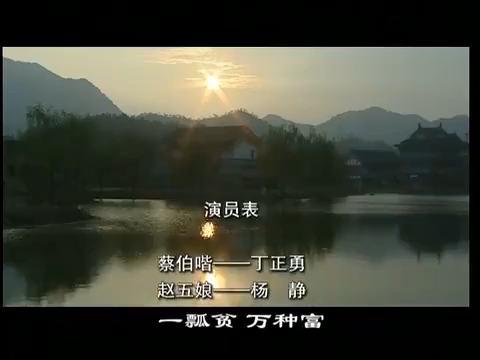 演员表
蔡伯喈——丁正勇
赵五娘——杨 静
一瓢贫 万种富